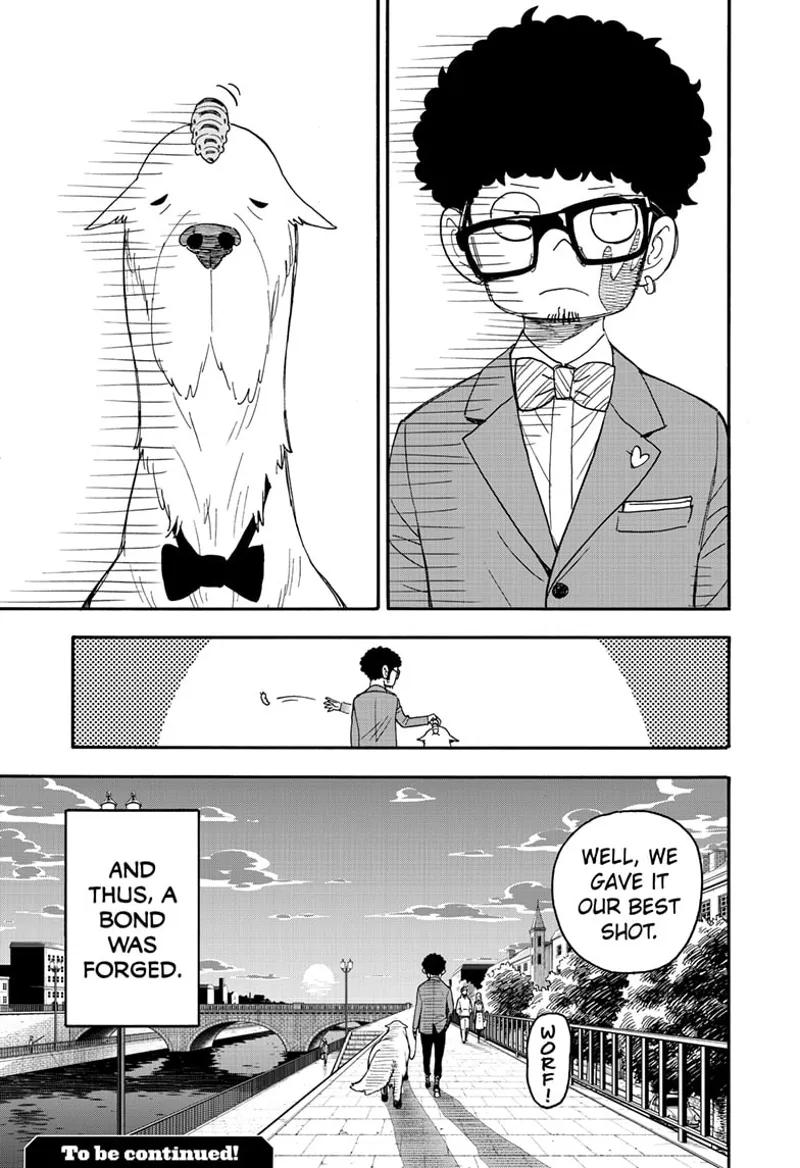 WELL, WE
GAVE IT
OUR BEST
SHOT.
WORF!
AND
THUS, A
BOND
WAS
FORGED.
To be continued!